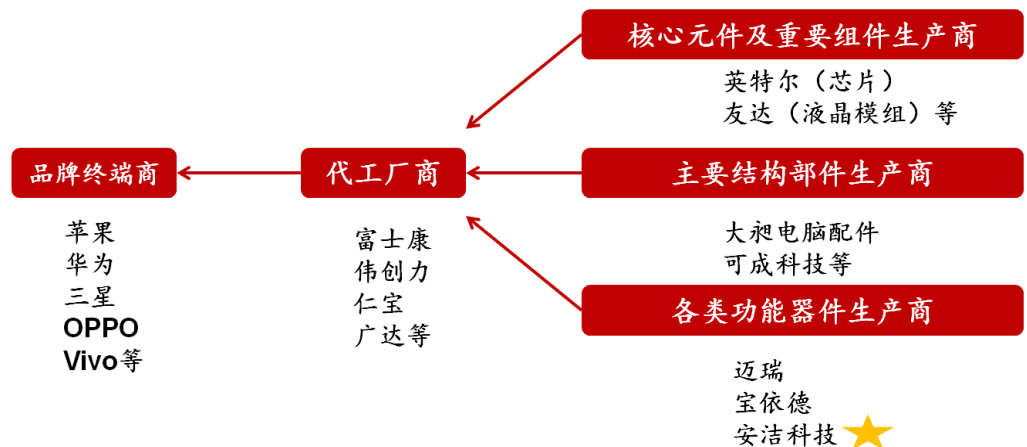 核心元件及重要组件生产商
英特尔（芯片）
友达（液晶模组）等
品牌终端商
代工厂商
主要结构部件生产商
苹果
华为
三星
OPPO
Vivo等
富士康
伟创力
仁宝
广达等
大昶电脑配件
可成科技等
各类功能器件生产商
迈瑞
宝依德
安洁科技